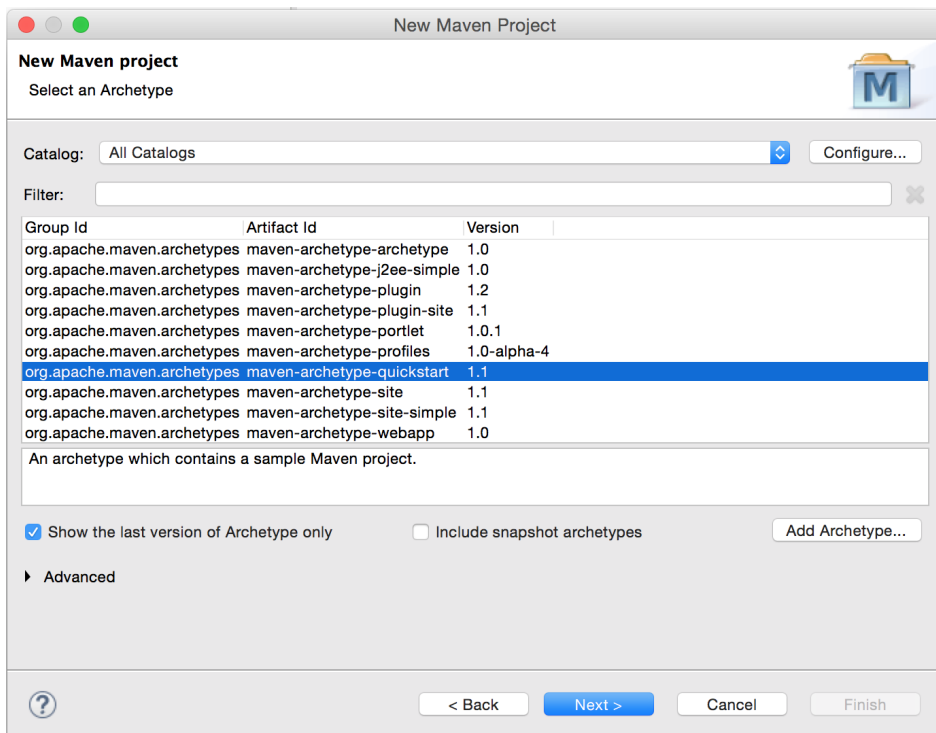 New Maven Project
New Maven project
Select an Archetype
M
Catalog: All Catalogs Configure...
Filter:
Group Id Artifact Id Version
org.apache.maven.archetypes maven-archetype-archetype 1.0
org.apache.maven.archetypes maven-archetype-j2ee-simple 1.0
org.apache.maven.archetypes maven-archetype-plugin 1.2
org.apache.maven.archetypes maven-archetype-plugin-site 1.1
org.apache.maven.archetypes maven-archetype-portlet 1.0.1
org.apache.maven.archetypes maven-archetype-profiles 1.0-alpha-4
org.apache.maven.archetypes maven-archetype-quickstart 1.1
org.apache.maven.archetypes maven-archetype-site 1.1
org.apache.maven.archetypes maven-archetype-site-simple 1.1
org.apache.maven.archetypes maven-archetype-webapp 1.0
An archetype which contains a sample Maven project.
Show the last version of Archetype only Include snapshot archetypes Add Archetype...
Advanced
? < Back Next > Cancel Finish